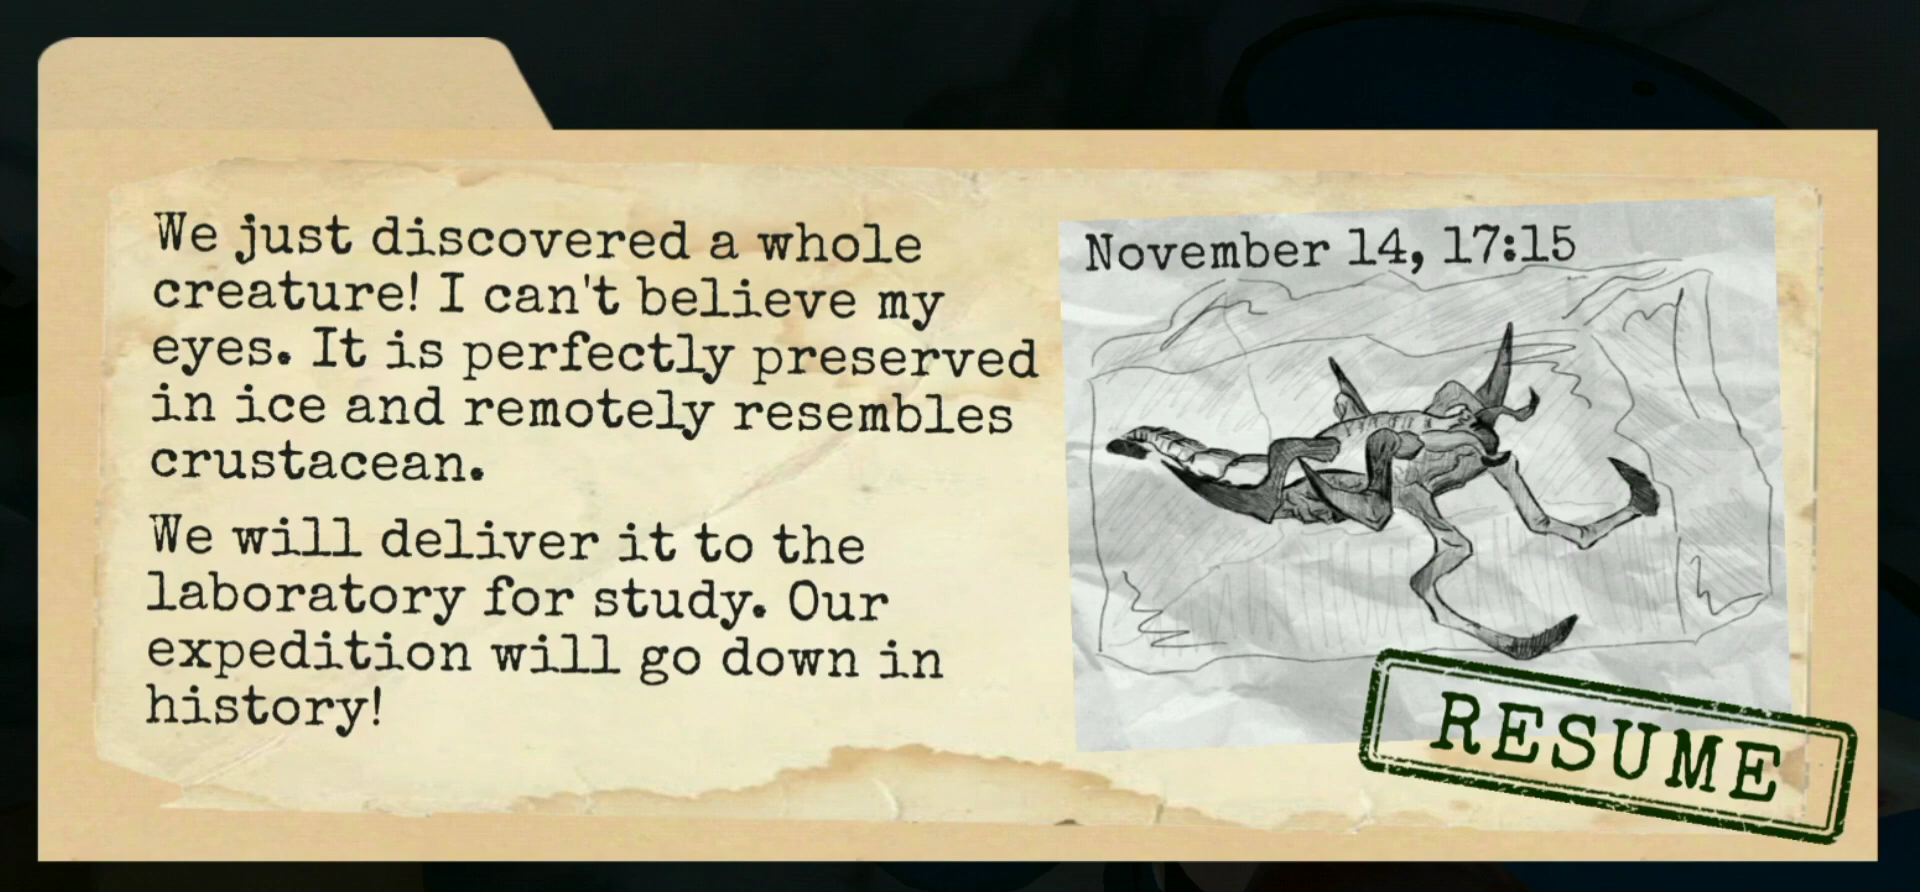 We just discovered a whole
creature! I can't believe my
eyes. It is perfectly preserved
in ice and remotely resembles
crustacean.
We will deliver it to the
laboratory for study. Our
expedition will go down in
history!
November 14, 17:15
RESUME